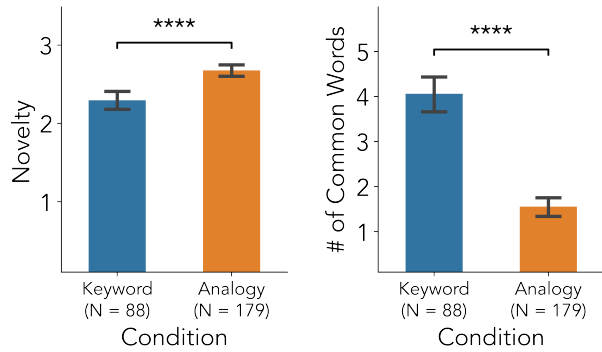 ****
3
2
1
Novelty
Keyword
(N = 88)
Analogy
(N = 179)
Condition
****
5
4
3
2
1
# of Common Words
Keyword
(N = 88)
Analogy
(N = 179)
Condition